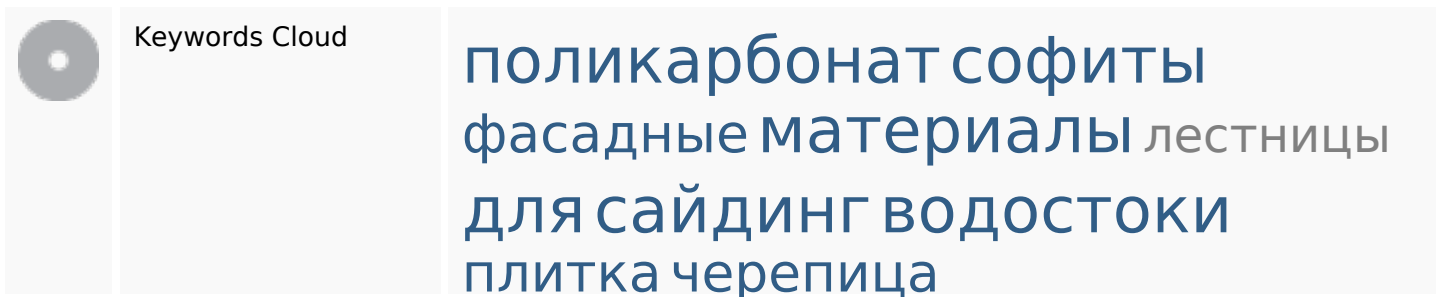 Keywords Cloud
поликарбонат софиты
фасадные материалы лестницы
для сайдинг водостоки
плитка черепица